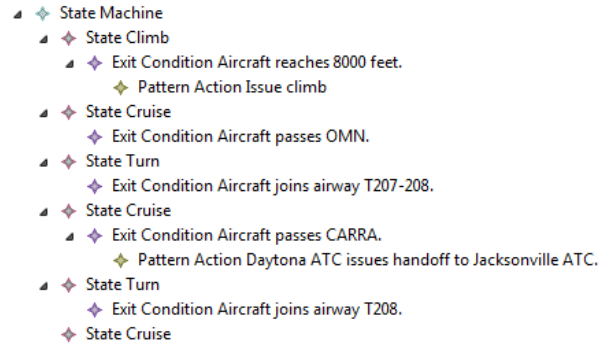 State Machine
State Climb
Exit Condition Aircraft reaches 8000 feet.
Pattern Action Issue climb
State Cruise
Exit Condition Aircraft passes OMN.
State Turn
Exit Condition Aircraft joins airway T207-208.
State Cruise
Exit Condition Aircraft passes CARRA.
Pattern Action Daytona ATC issues handoff to Jacksonville ATC.
State Turn
Exit Condition Aircraft joins airway T208.
State Cruise